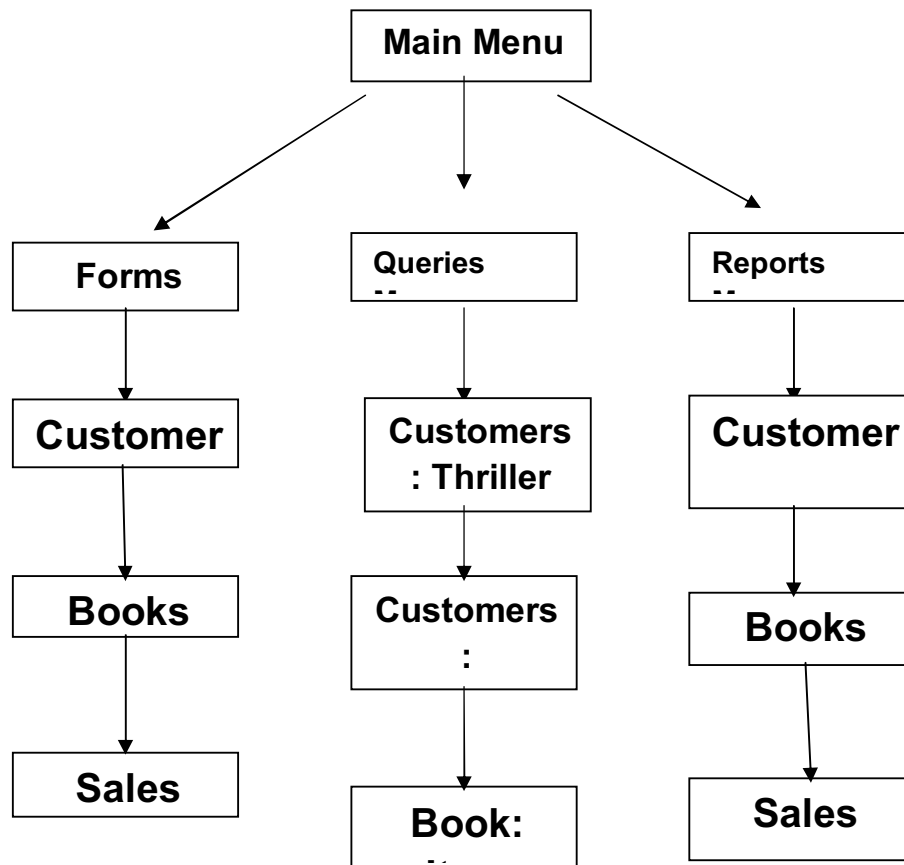 Main Menu
Forms
Queries
Reports
Customer
Customers
: Thriller
Customer
Books
Customers
:
Books
Sales
Book:
Sales